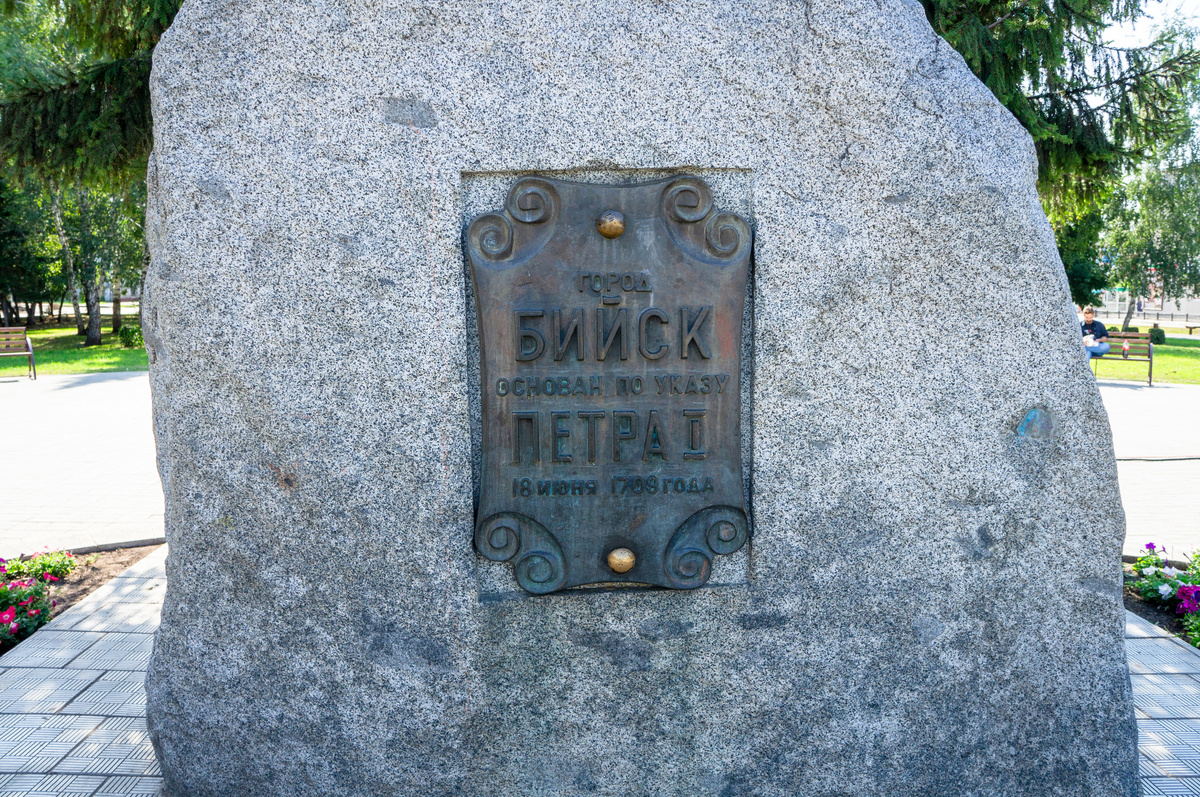 ГОРОД
БИЙСК
ОСНОВАН ПО УКАЗУ
ПЕТРА I
18 ИЮНЯ 1709 ГОДА